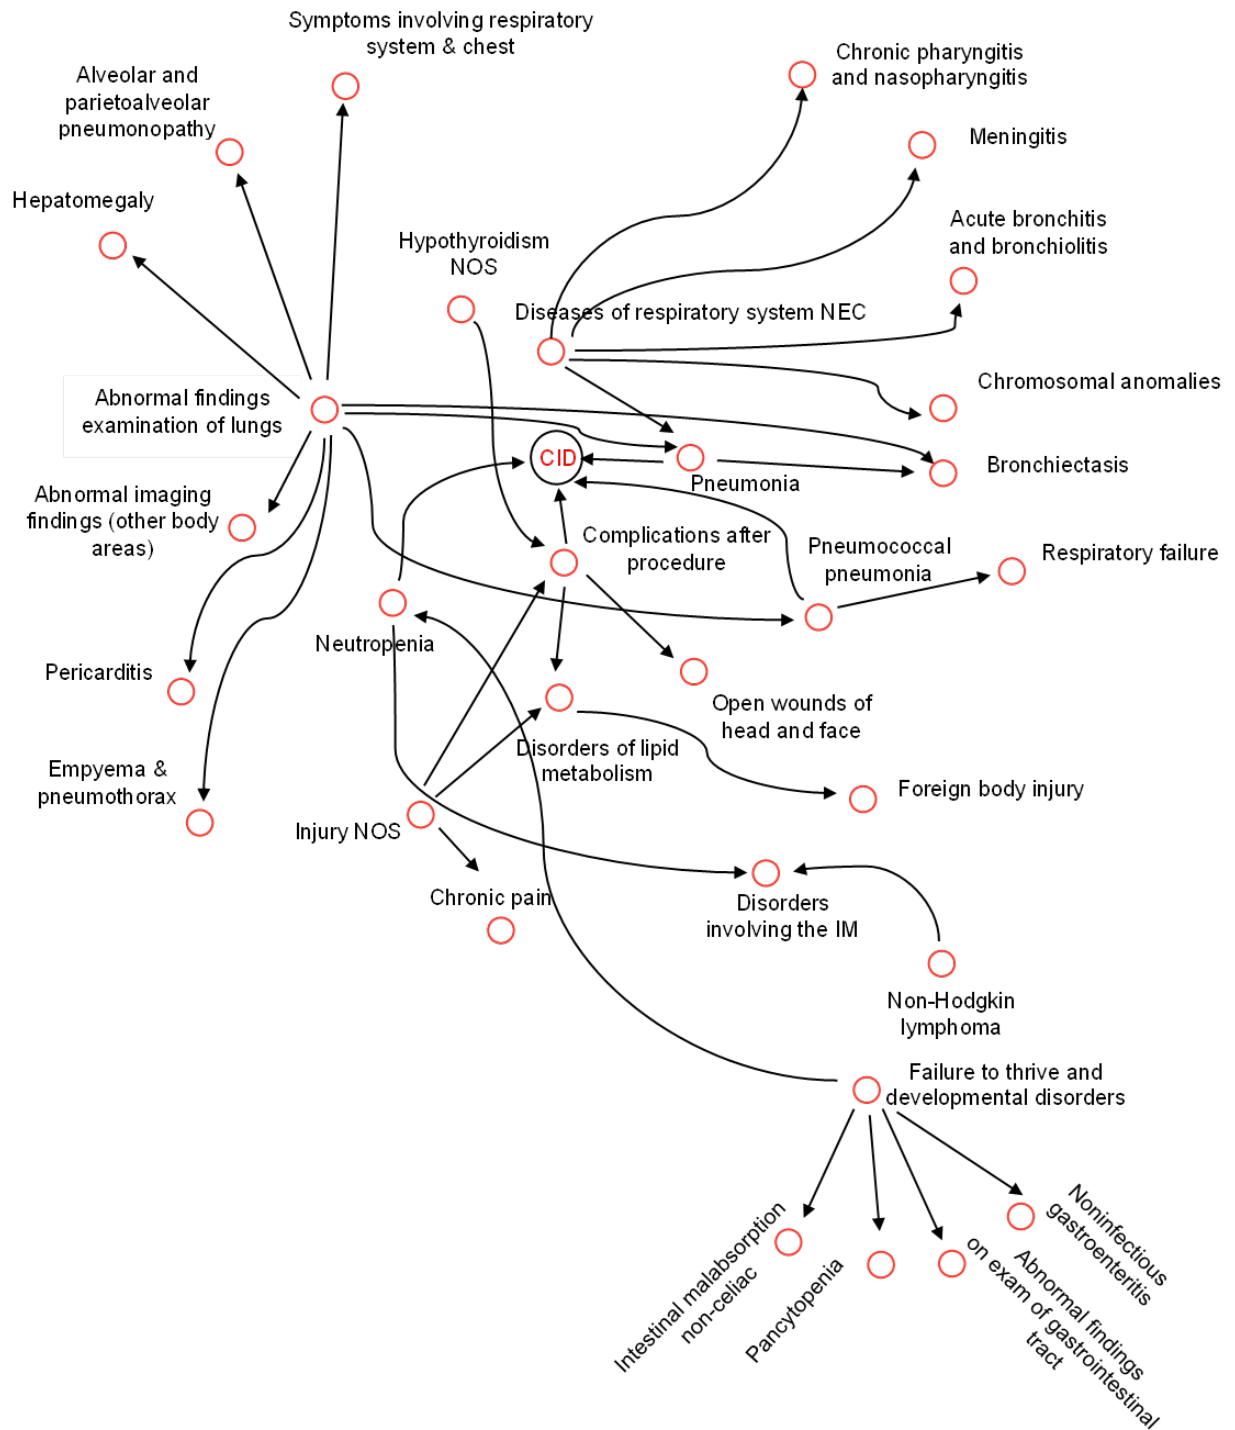 Symptoms involving respiratory
system & chest
Chronic pharyngitis
and nasopharyngitis
Alveolar and
parietoalveolar
pneumonopathy
Meningitis
Hepatomegaly
Acute bronchitis
and bronchiolitis
Hypothyroidism
NOS
Diseases of respiratory system NEC
Chromosomal anomalies
Abnormal findings
examination of lungs
CID
Pneumonia
Bronchiectasis
Abnormal imaging
findings (other body
areas)
Complications after
procedure
Pneumococcal
pneumonia
Respiratory failure
Neutropenia
Pericarditis
Open wounds of
head and face
Disorders of lipid
metabolism
Empyema &
pneumothorax
Foreign body injury
Injury NOS
Chronic pain
Disorders
involving the IM
Non-Hodgkin
lymphoma
Failure to thrive and
developmental disorders
Intestinal malabsorption
non-celiac
Pancytopenia
Abnormal findings
on exam of gastrointestinal
tract
Noninfectious
gastroenteritis